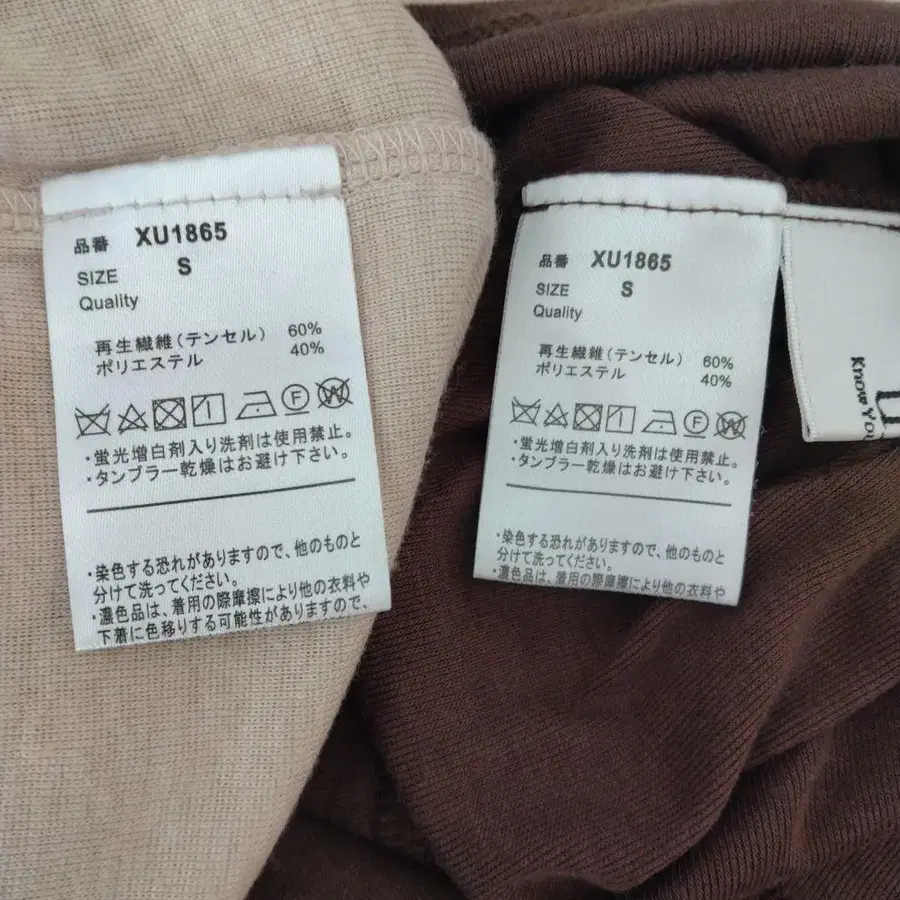 品番 XU1865
SIZE S
Quality
再生繊維(テンセル) 60%
ポリエステル 40%
F W
・蛍光増白剤入り洗剤は使用禁止。
・タンブラー乾燥はお避け下さい。
・染色する恐れがありますので、他のものと
分けて洗ってください。
・濃色品は、着用の際摩擦により他の衣料や
下着に色移りする可能性がありますので、
品番 XU1865
SIZE S
Quality
再生繊維(テンセル) 60%
ポリエステル 40%
F W
・蛍光増白剤入り洗剤は使用禁止。
・タンブラー乾燥はお避け下さい。
・染色する恐れがありますので、他のものと
分けて洗ってください。
・濃色品は、着用の際摩擦により他の衣料や
Know